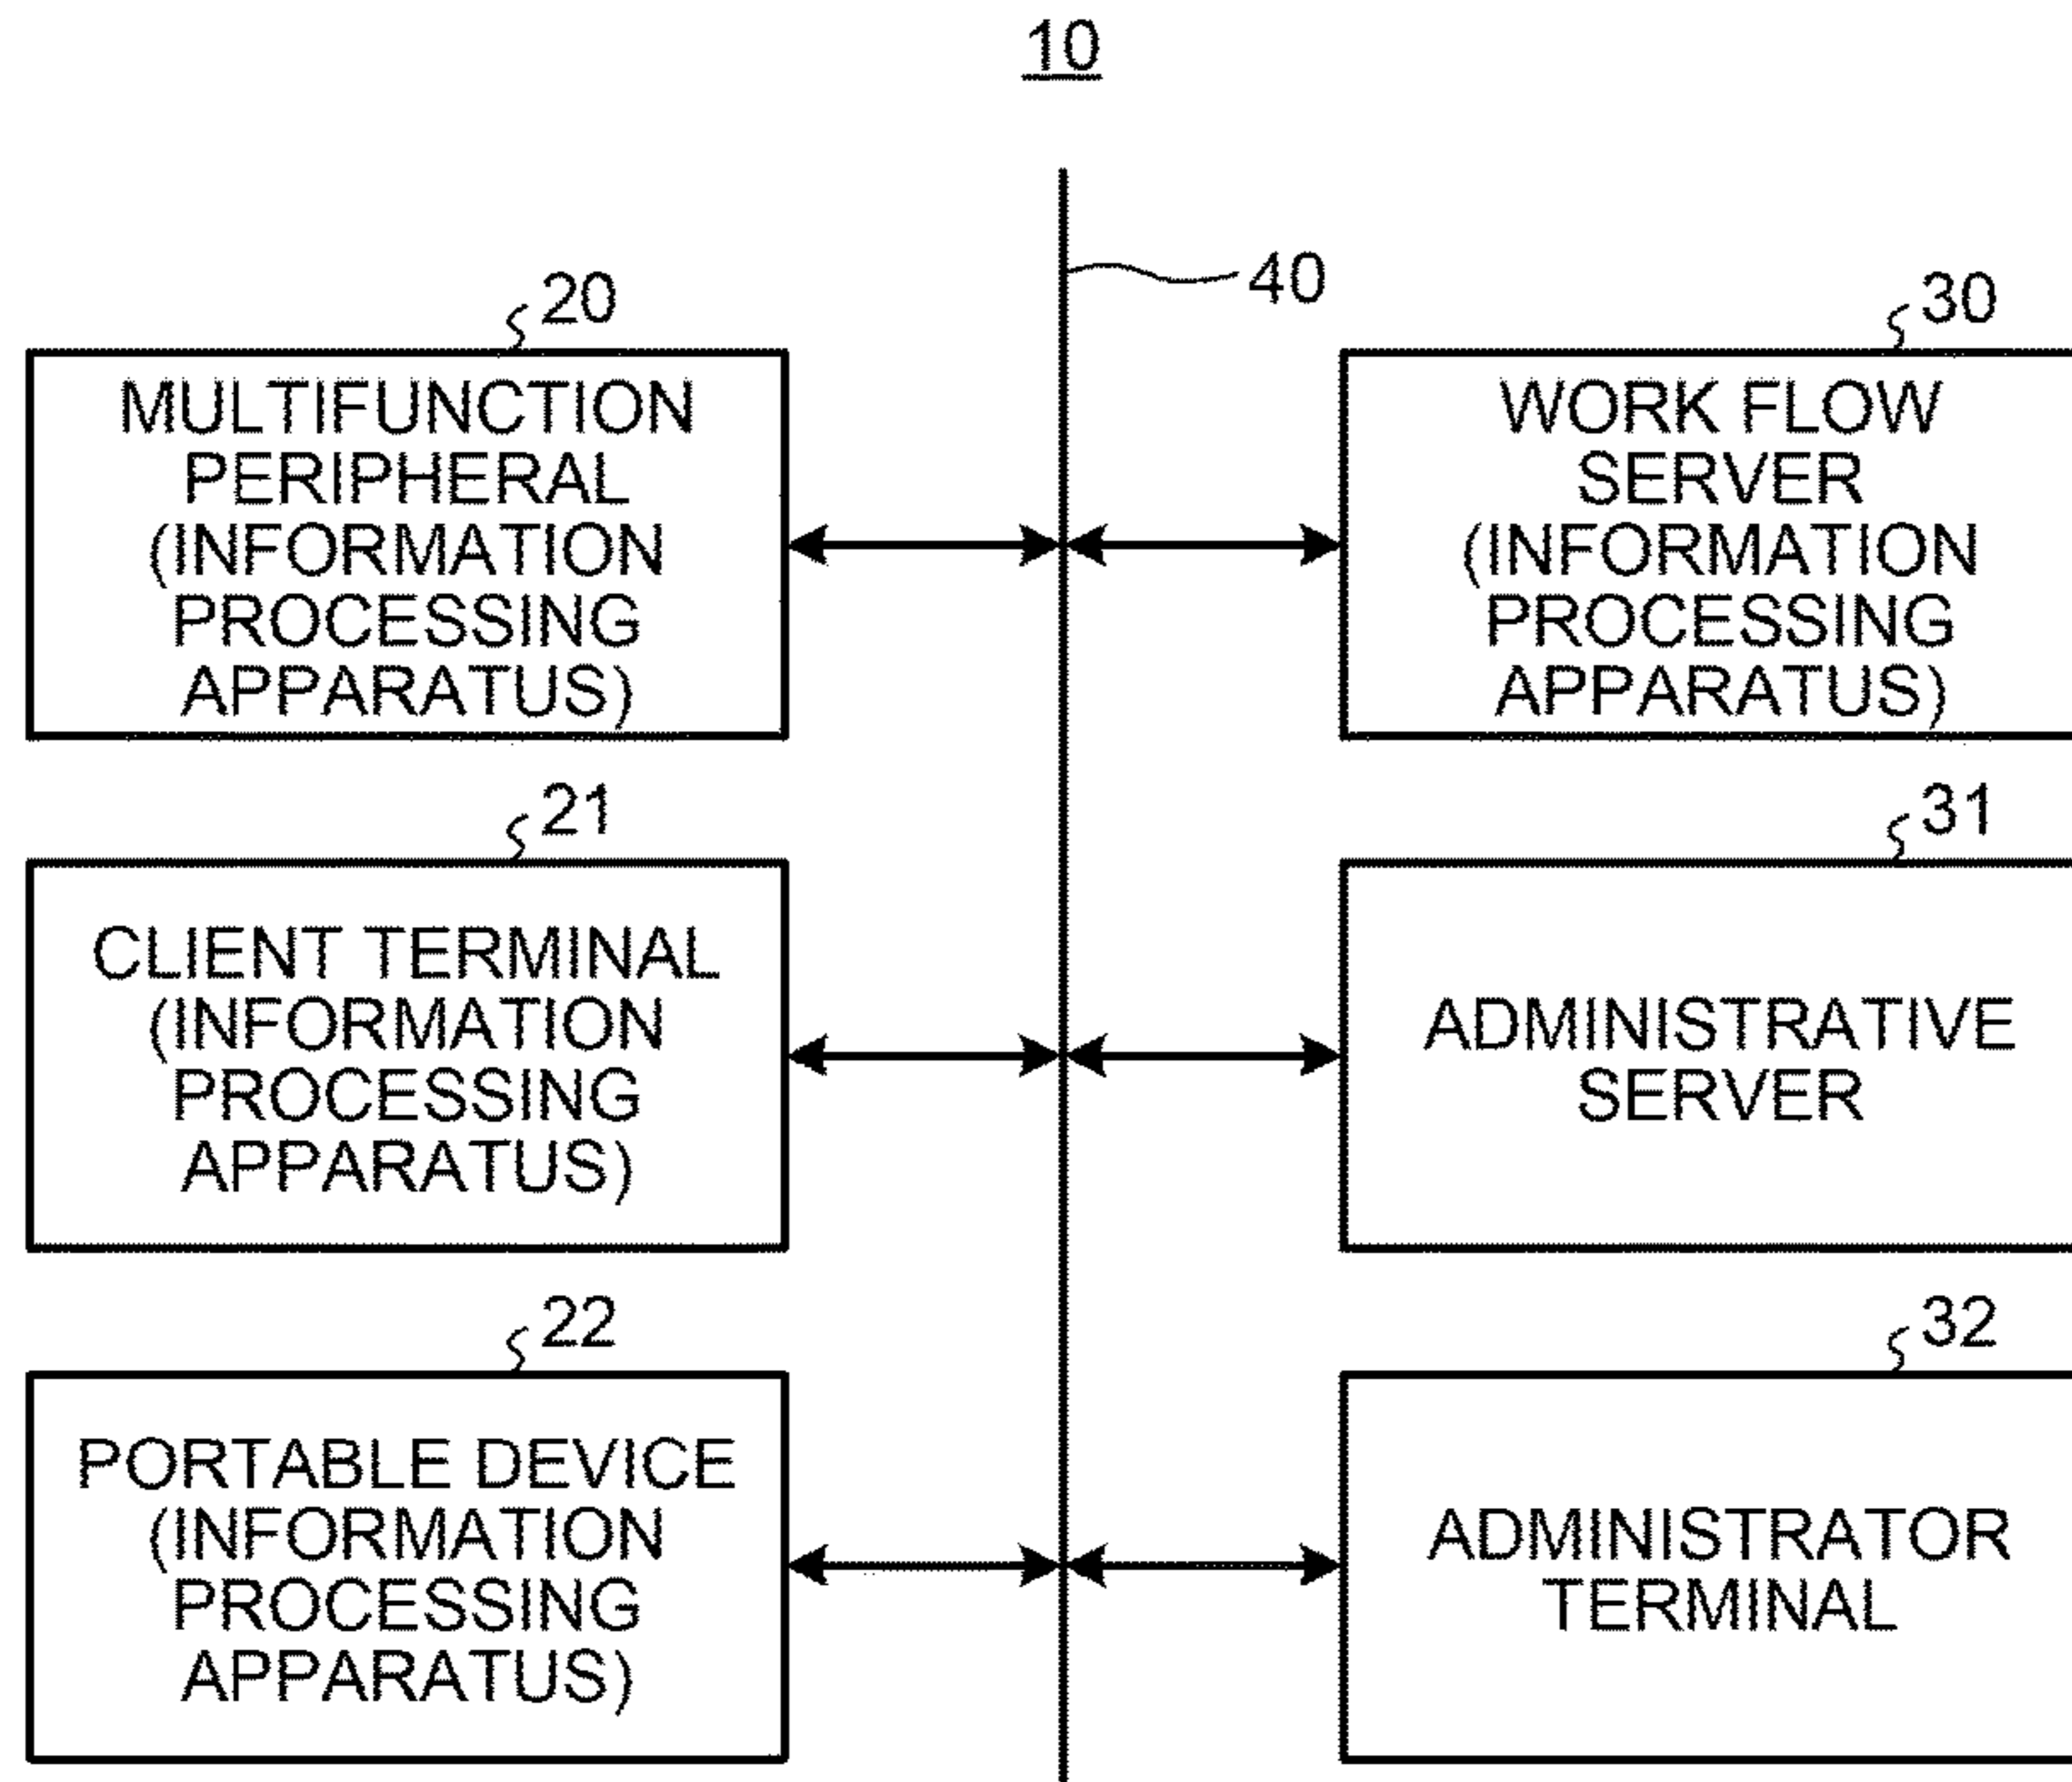 10
40
20
MULTIFUNCTION
PERIPHERAL
(INFORMATION
PROCESSING
APPARATUS)
30
WORK FLOW
SERVER
(INFORMATION
PROCESSING
APPARATUS)
21
CLIENT TERMINAL
(INFORMATION
PROCESSING
APPARATUS)
31
ADMINISTRATIVE
SERVER
22
PORTABLE DEVICE
(INFORMATION
PROCESSING
APPARATUS)
32
ADMINISTRATOR
TERMINAL